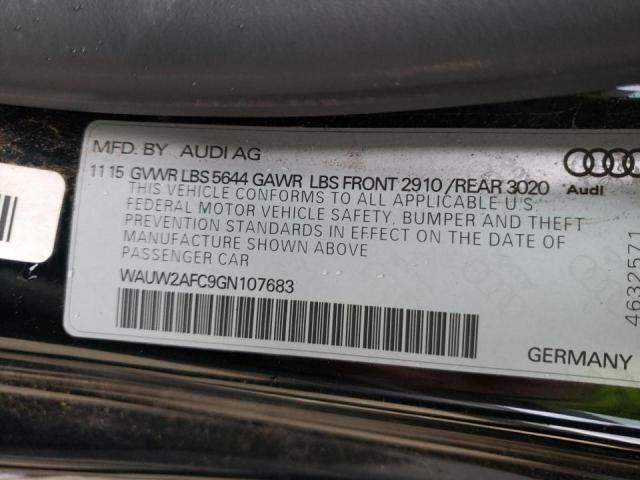 MFD. BY AUDI AG
11 15 GVWR LBS 5644 GAWR LBS FRONT 2910 / REAR 3020
THIS VEHICLE CONFORMS TO ALL APPLICABLE U.S.
FEDERAL MOTOR VEHICLE SAFETY, BUMPER AND THEFT
PREVENTION STANDARDS IN EFFECT ON THE DATE OF
MANUFACTURE SHOWN ABOVE
PASSENGER CAR
WAUW2AFC9GN107683
Audi
4632571
GERMANY